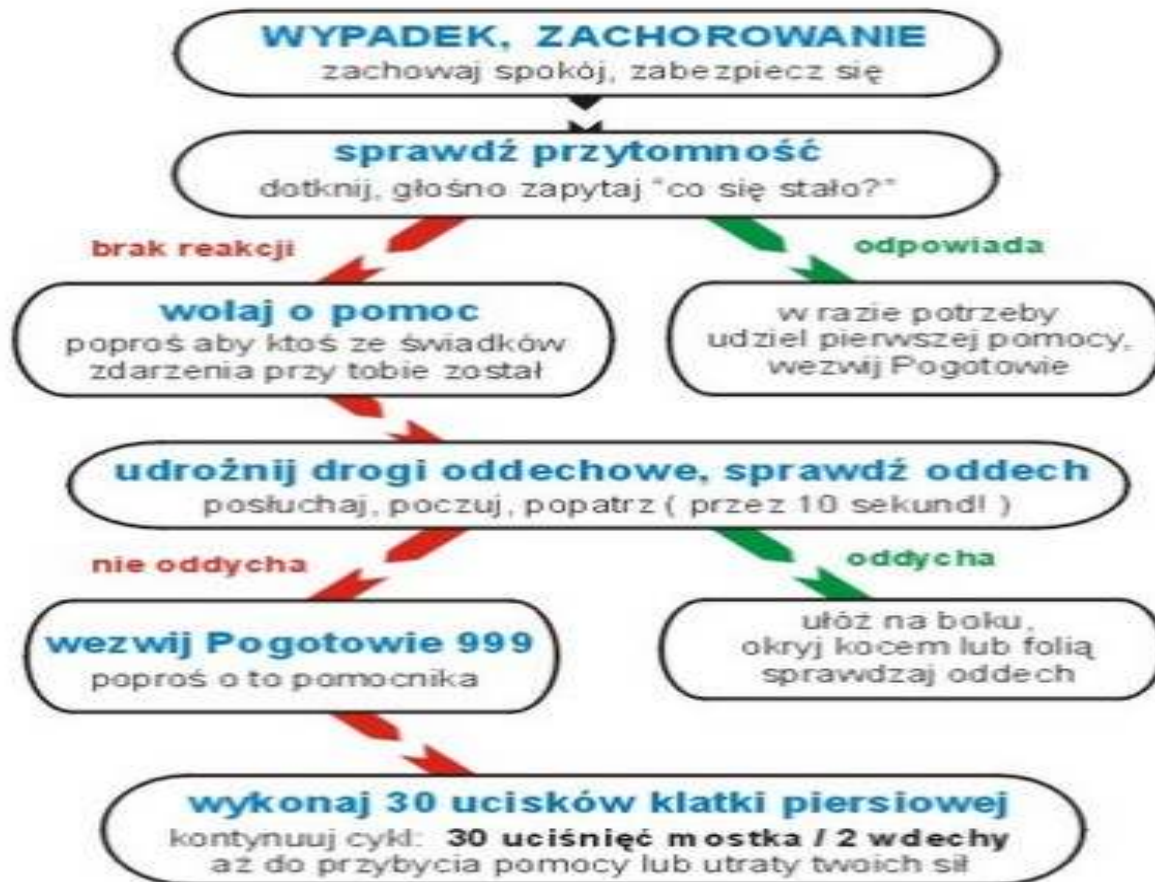 WYPADEK, ZACHOROWANIE
zachowaj spokój, zabezpiecz się
sprawdź przytomność
dotknij, głośno zapytaj "co się stało?"
brak reakcji
odpowiada
wołaj o pomoc
poproś aby ktoś ze świadków
zdarzenia przy tobie został
w razie potrzeby
udziel pierwszej pomocy,
wezwij Pogotowie
udrożnij drogi oddechowe, sprawdź oddech
posłuchaj, poczuj, popatrz ( przez 10 sekund! )
nie oddycha
oddycha
wezwij Pogotowie 999
poproś o to pomocnika
ułóż na boku,
okryj kocem lub folią
sprawdzaj oddech
wykonaj 30 ucisków klatki piersiowej
kontynuuj cykl: 30 uciśnięć mostka / 2 wdechy
aż do przybycia pomocy lub utraty twoich sił